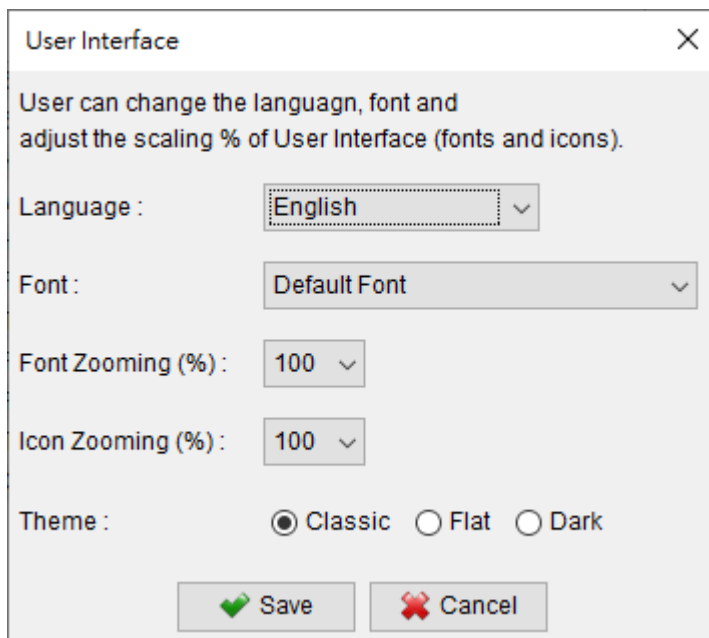 User Interface
User can change the languagn, font and
adjust the scaling % of User Interface (fonts and icons).
Language : English
Font : Default Font
Font Zooming (%) : 100
Icon Zooming (%) : 100
Theme : Classic Flat Dark
Save Cancel